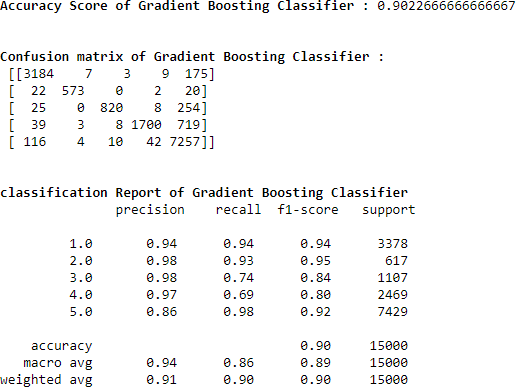 Accuracy Score of Gradient Boosting Classifier : 0.9022666666666667
Confusion matrix of Gradient Boosting Classifier :
[[3184 7 3 9 175]
[ 22 573 0 2 20]
[ 25 0 820 8 254]
[ 39 3 8 1700 719]
[ 116 4 10 42 7257]]
classification Report of Gradient Boosting Classifier
precision recall f1-score support
1.0 0.94 0.94 0.94 3378
2.0 0.98 0.93 0.95 617
3.0 0.98 0.74 0.84 1107
4.0 0.97 0.69 0.80 2469
5.0 0.86 0.98 0.92 7429
accuracy 0.90 15000
macro avg 0.94 0.86 0.89 15000
weighted avg 0.91 0.90 0.90 15000